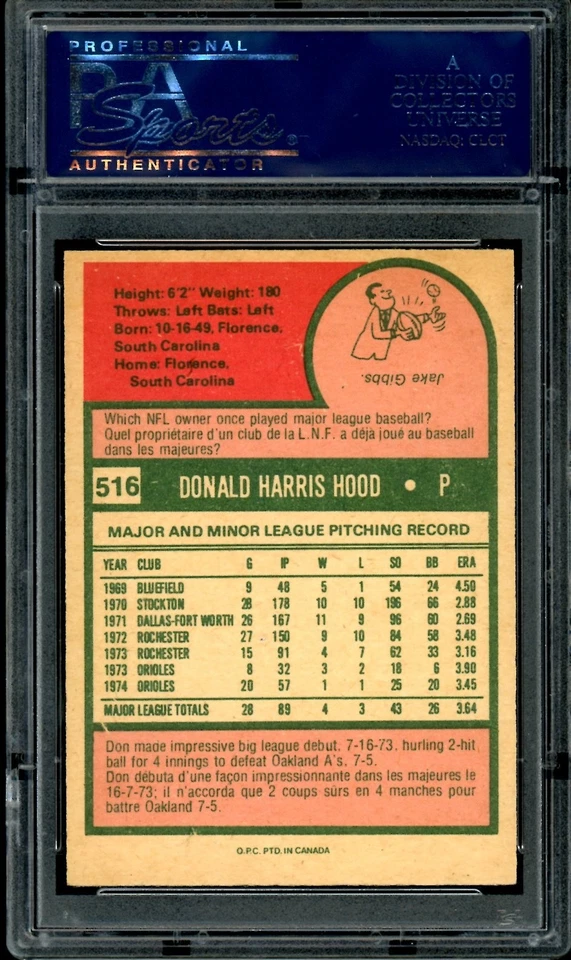 PROFESSIONAL
PSA
Sports®
AUTHENTICATOR
A
DIVISION OF
COLLECTORS
UNIVERSE
NASDAQ: CLCT
Height: 6'2" Weight: 180
Throws: Left Bats: Left
Born: 10-16-49, Florence,
South Carolina
Home: Florence,
South Carolina
Jake Gibbs.
Which NFL owner once played major league baseball?
Quel propriétaire d'un club de la L.N.F. a déjà joué au baseball
dans les majeures?
516 DONALD HARRIS HOOD • P
MAJOR AND MINOR LEAGUE PITCHING RECORD
YEAR CLUB G IP W L SO BB ERA
1969 BLUEFIELD 9 48 5 1 54 24 4.50
1970 STOCKTON 28 178 10 10 196 66 2.88
1971 DALLAS-FORT WORTH 26 167 11 9 96 60 2.69
1972 ROCHESTER 27 150 9 10 84 58 3.48
1973 ROCHESTER 15 91 4 7 62 33 3.16
1973 ORIOLES 8 32 3 2 18 6 3.90
1974 ORIOLES 20 57 1 1 25 20 3.45
MAJOR LEAGUE TOTALS 28 89 4 3 43 26 3.64
Don made impressive big league debut, 7-16-73, hurling 2-hit
ball for 4 innings to defeat Oakland A's, 7-5.
Don débuta d'une façon impressionnante dans les majeures le
16-7-73; il n'accorda que 2 coups sûrs en 4 manches pour
battre Oakland 7-5.
O.P.C. PTD. IN CANADA